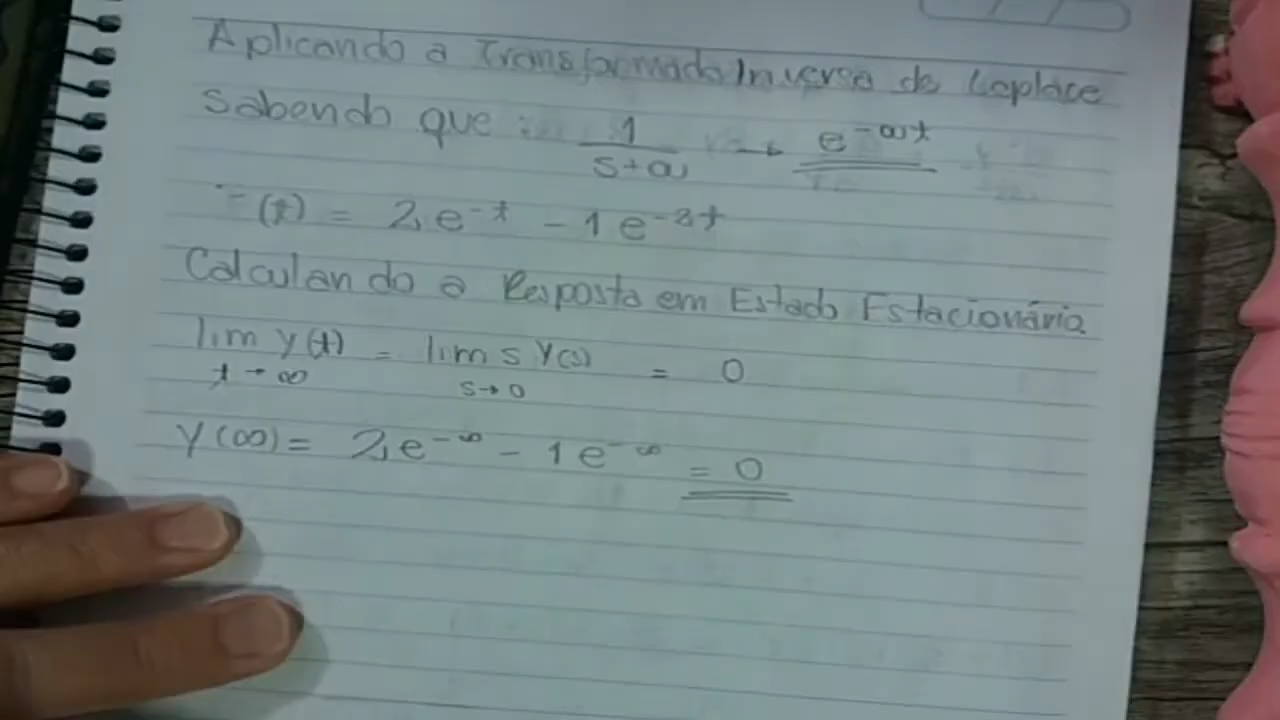 Aplicando a Transformada Inversa de Laplace
Sabendo que : 1/(s+a) → e^-at
(t) = 2e^-t - 1e^-2t
Calculando a Resposta em Estado Estacionária
lim t→∞ y(t) = lim s→0 s Y(s) = 0
y(∞) = 2e^-∞ - 1e^-∞ = 0